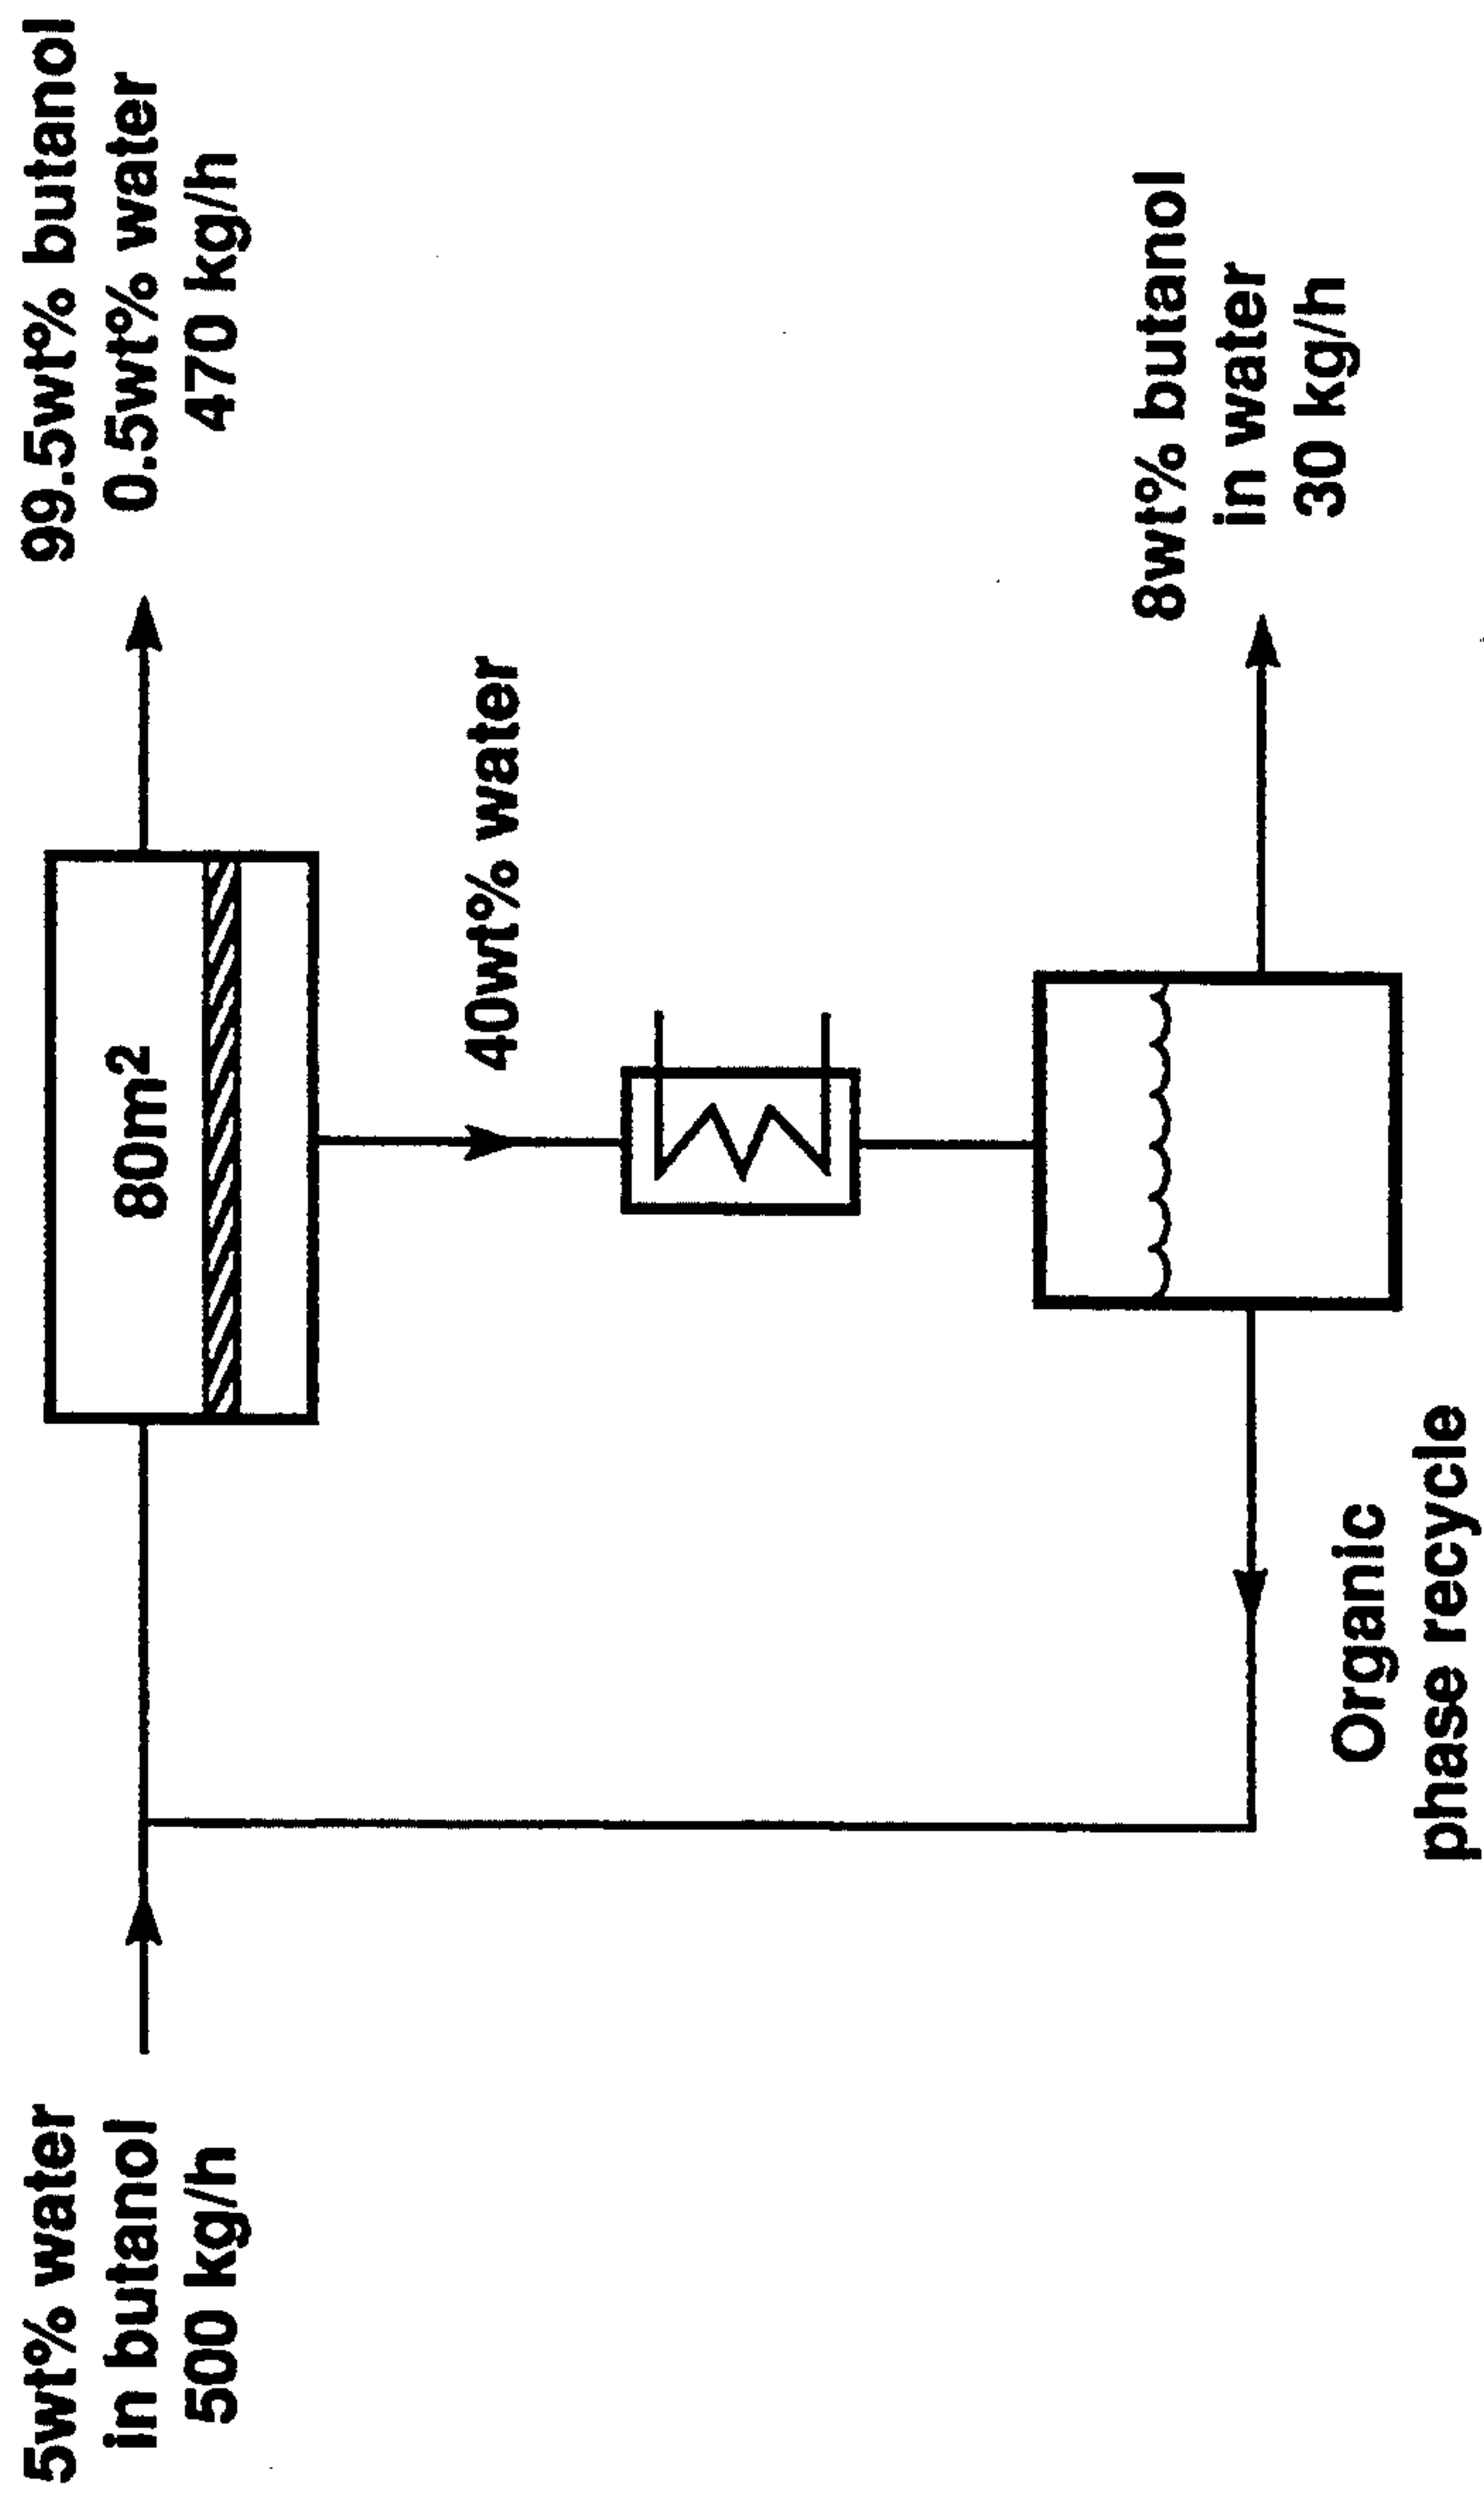 5wt% water
in butanol
500 kg/h
80m2
99.5wt% butanol
0.5wt% water
470 kg/h
40wt% water
Organic
phase recycle
8wt% butanol
in water
30 kg/h